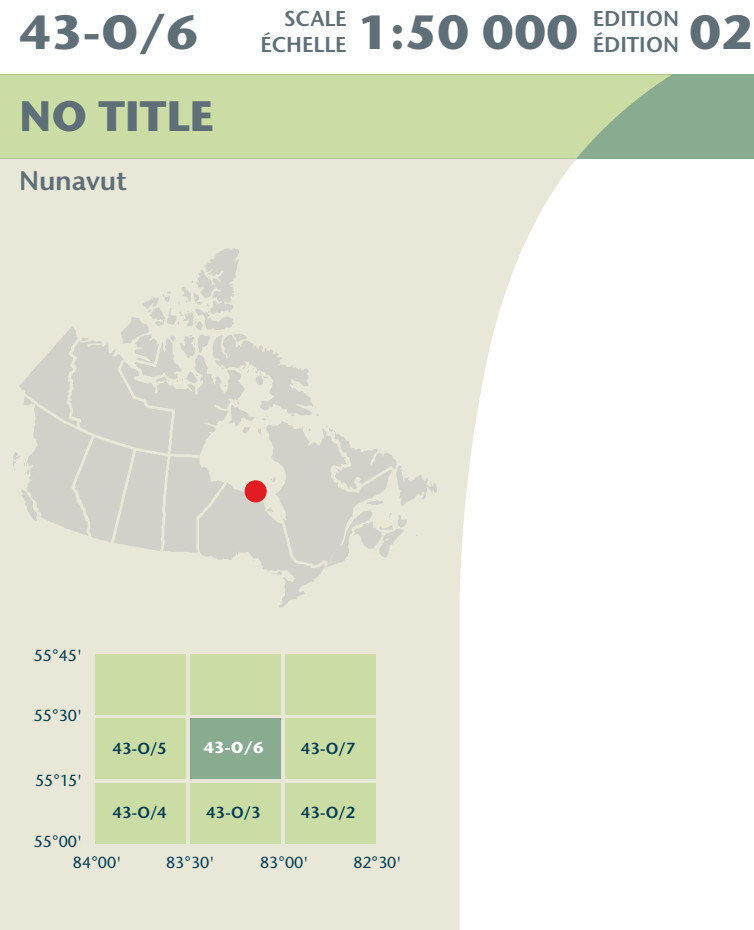 43-O/6
SCALE
ÉCHELLE
1:50 000
EDITION
ÉDITION
02
NO TITLE
Nunavut
55°45'
55°30'
43-O/5 43-O/6 43-O/7
55°15'
43-O/4 43-O/3 43-O/2
55°00'
84°00' 83°30' 83°00' 82°30'